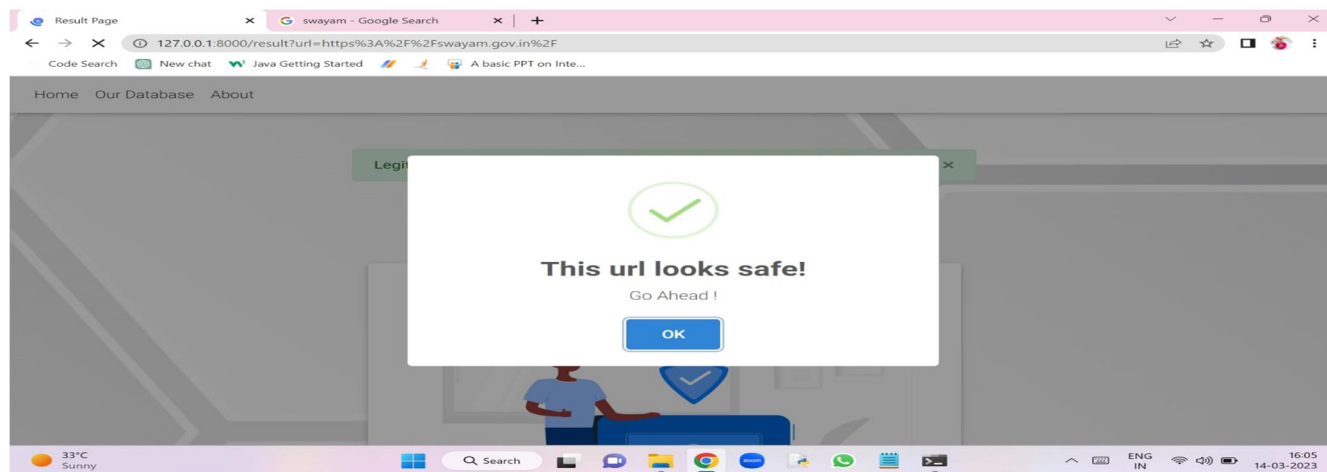 Result Page
swayam - Google Search
127.0.0.1:8000/result?url=https%3A%2F%2Fswayam.gov.in%2F
Code Search New chat Java Getting Started A basic PPT on Inte...
Home Our Database About
Legit
This url looks safe!
Go Ahead !
OK
33°C
Sunny
Search
zoom
ENG
IN
16:05
14-03-2023